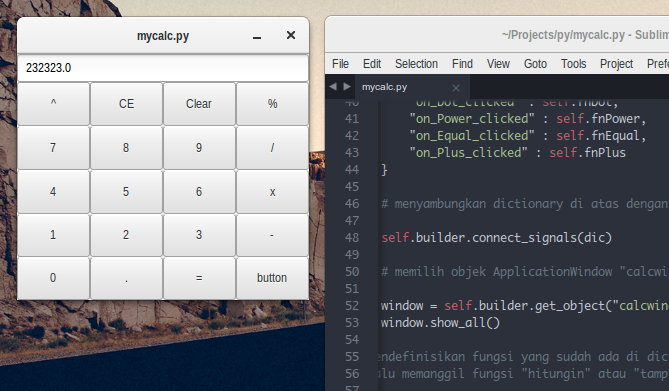 mycalc.py
232323.0
^ CE Clear %
7 8 9 /
4 5 6 x
1 2 3 -
0 . = button
~/Projects/py/mycalc.py - Sublim
File Edit Selection Find View Goto Tools Project Prefe
mycalc.py
40 "on_Dot_clicked" : self.fnDot,
41 "on_Power_clicked" : self.fnPower,
42 "on_Equal_clicked" : self.fnEqual,
43 "on_Plus_clicked" : self.fnPlus
44 }
45
46 # menyambungkan dictionary di atas dengan
47
48 self.builder.connect_signals(dic)
49
50 # memilih objek ApplicationWindow "calcwi
51
52 window = self.builder.get_object("calcwin
53 window.show_all()
54
55 endefinisikan fungsi yang sudah ada di dic
56 lu memanggil fungsi "hitungin" atau "tamp
57